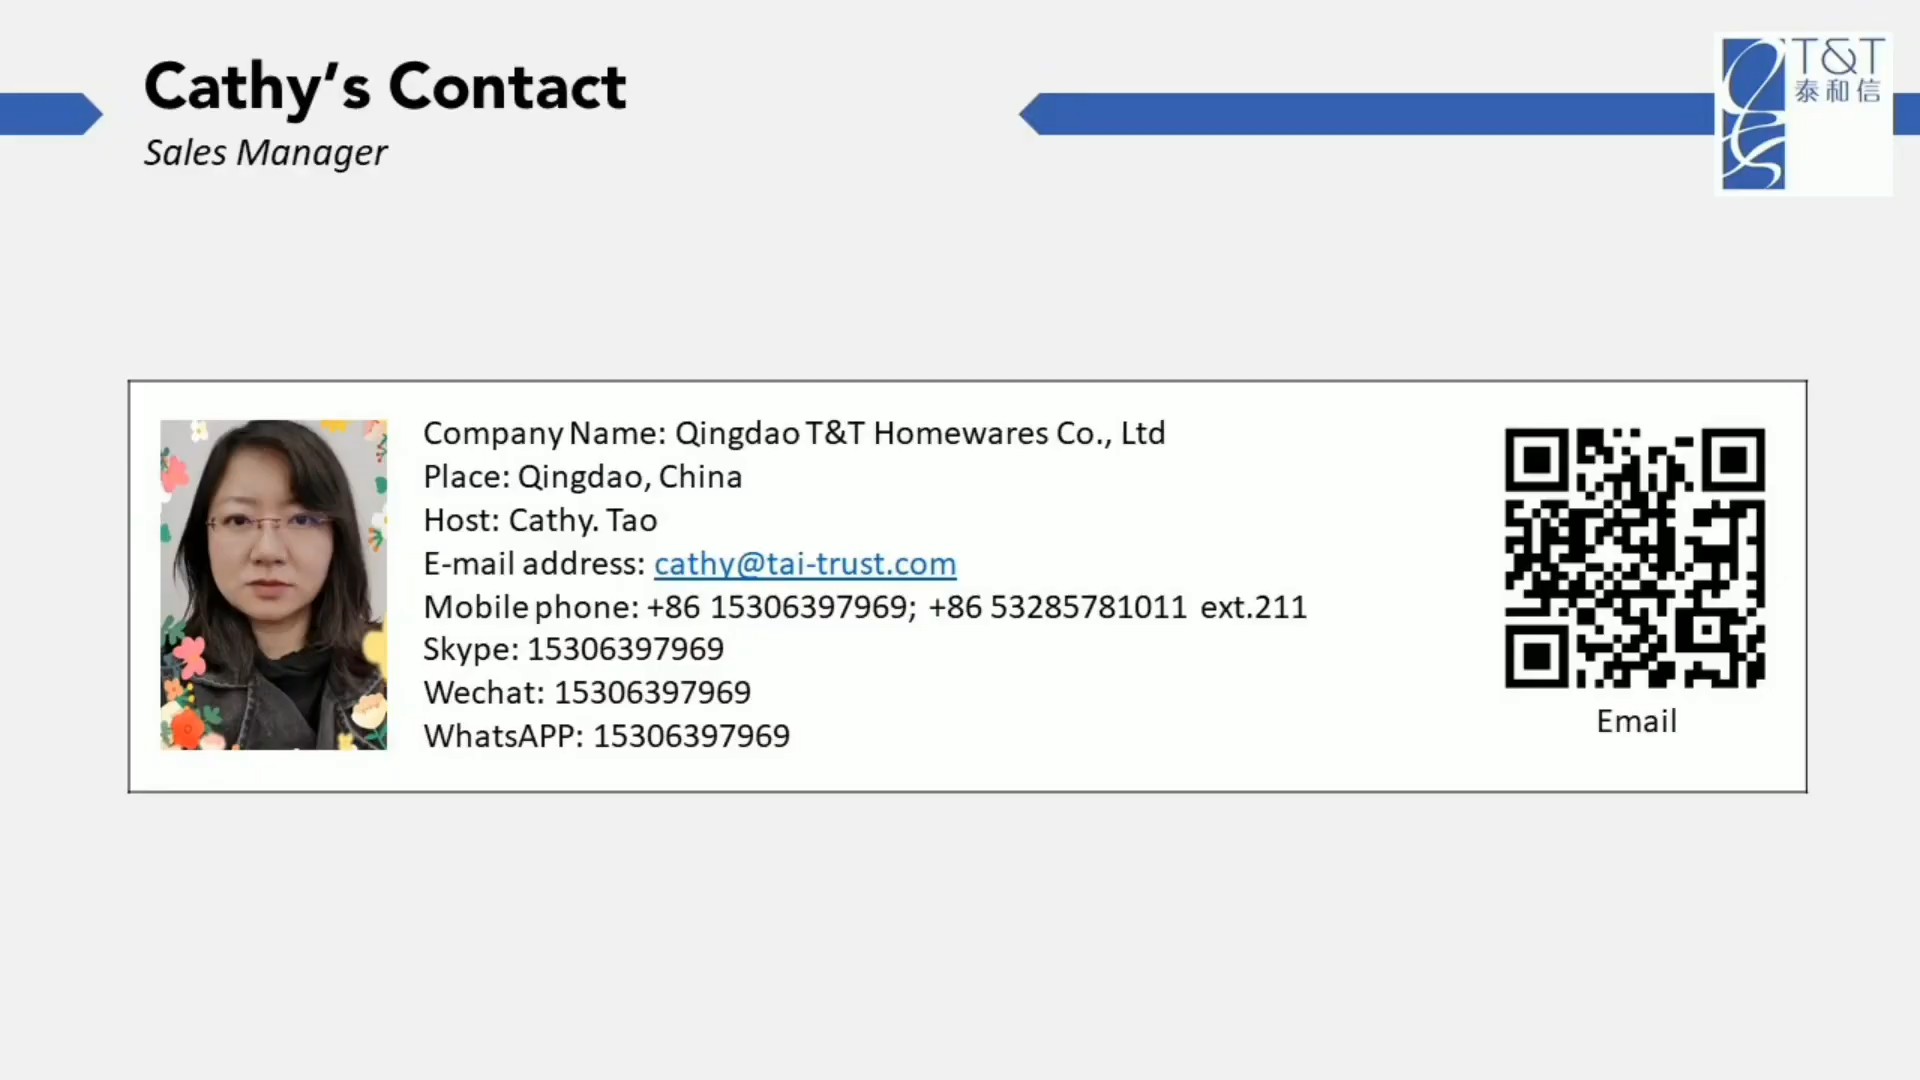 Cathy’s Contact
Sales Manager
T&T
泰和信
Company Name: Qingdao T&T Homewares Co., Ltd
Place: Qingdao, China
Host: Cathy. Tao
E-mail address: cathy@tai-trust.com
Mobile phone: +86 15306397969; +86 53285781011 ext.211
Skype: 15306397969
Wechat: 15306397969
WhatsAPP: 15306397969
Email